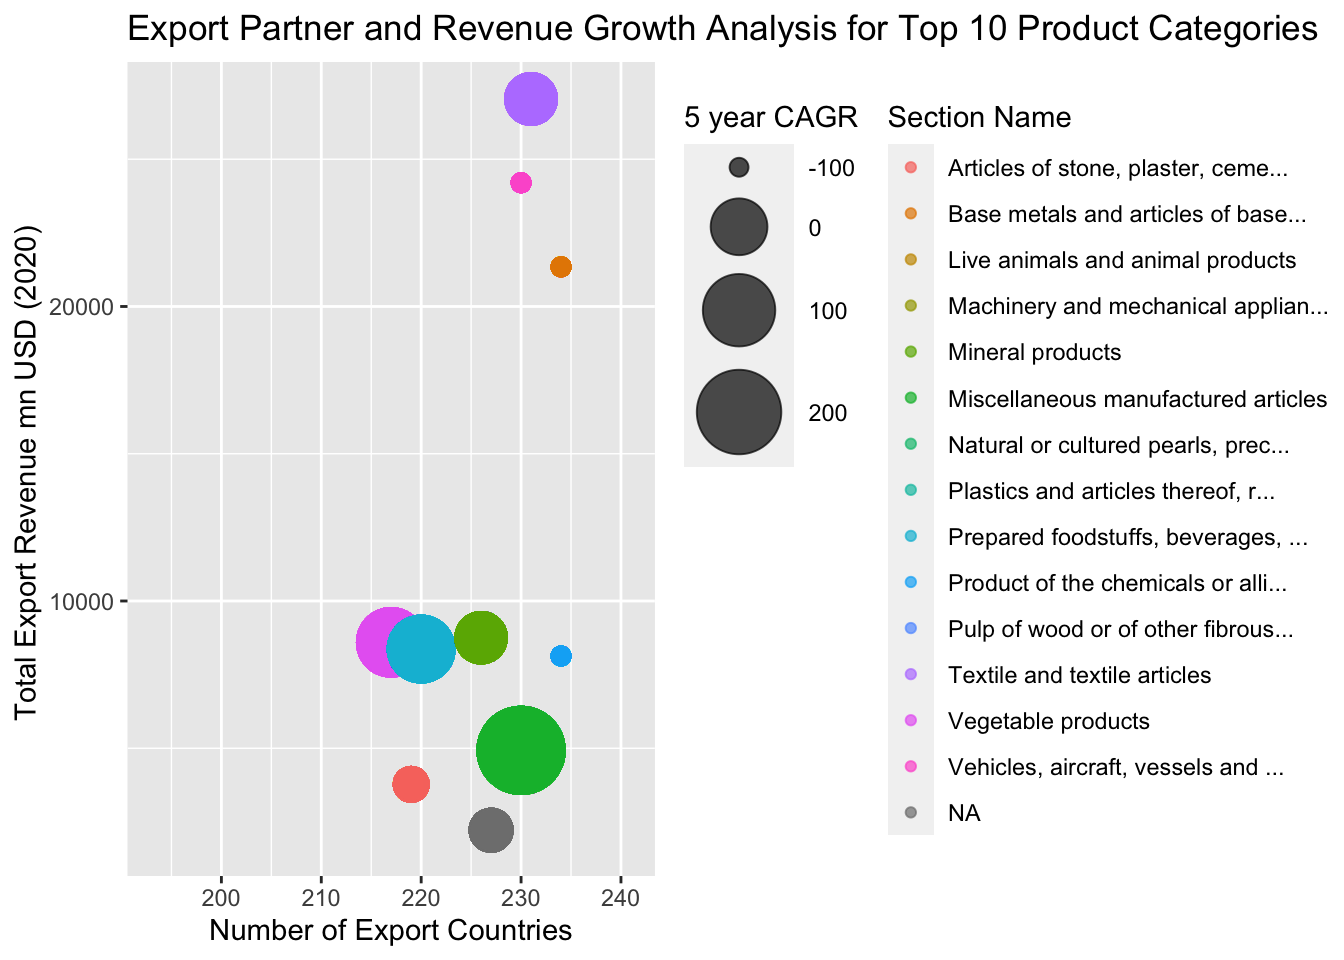 Export Partner and Revenue Growth Analysis for Top 10 Product Categories
Total Export Revenue mn USD (2020)
20000
10000
200
210
220
230
240
Number of Export Countries
5 year CAGR
-100
0
100
200
Section Name
Articles of stone, plaster, ceme...
Base metals and articles of base...
Live animals and animal products
Machinery and mechanical applian...
Mineral products
Miscellaneous manufactured articles
Natural or cultured pearls, prec...
Plastics and articles thereof, r...
Prepared foodstuffs, beverages, ...
Product of the chemicals or alli...
Pulp of wood or of other fibrous...
Textile and textile articles
Vegetable products
Vehicles, aircraft, vessels and ...
NA